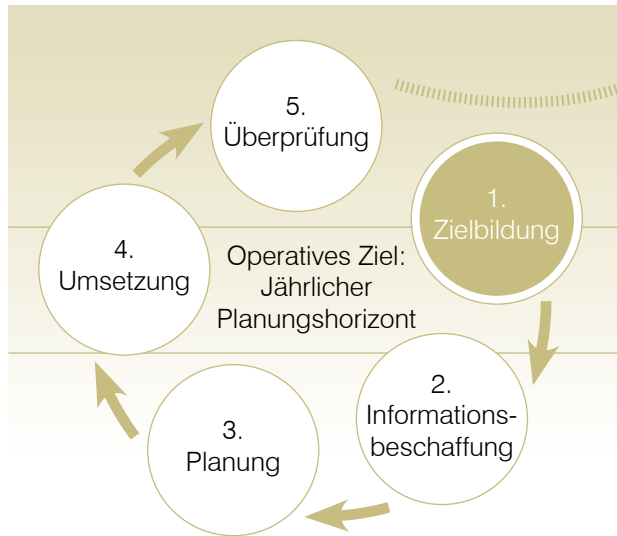 1.
Zielbildung
2.
Informations-
beschaffung
3.
Planung
4.
Umsetzung
5.
Überprüfung
Operatives Ziel:
Jährlicher
Planungshorizont